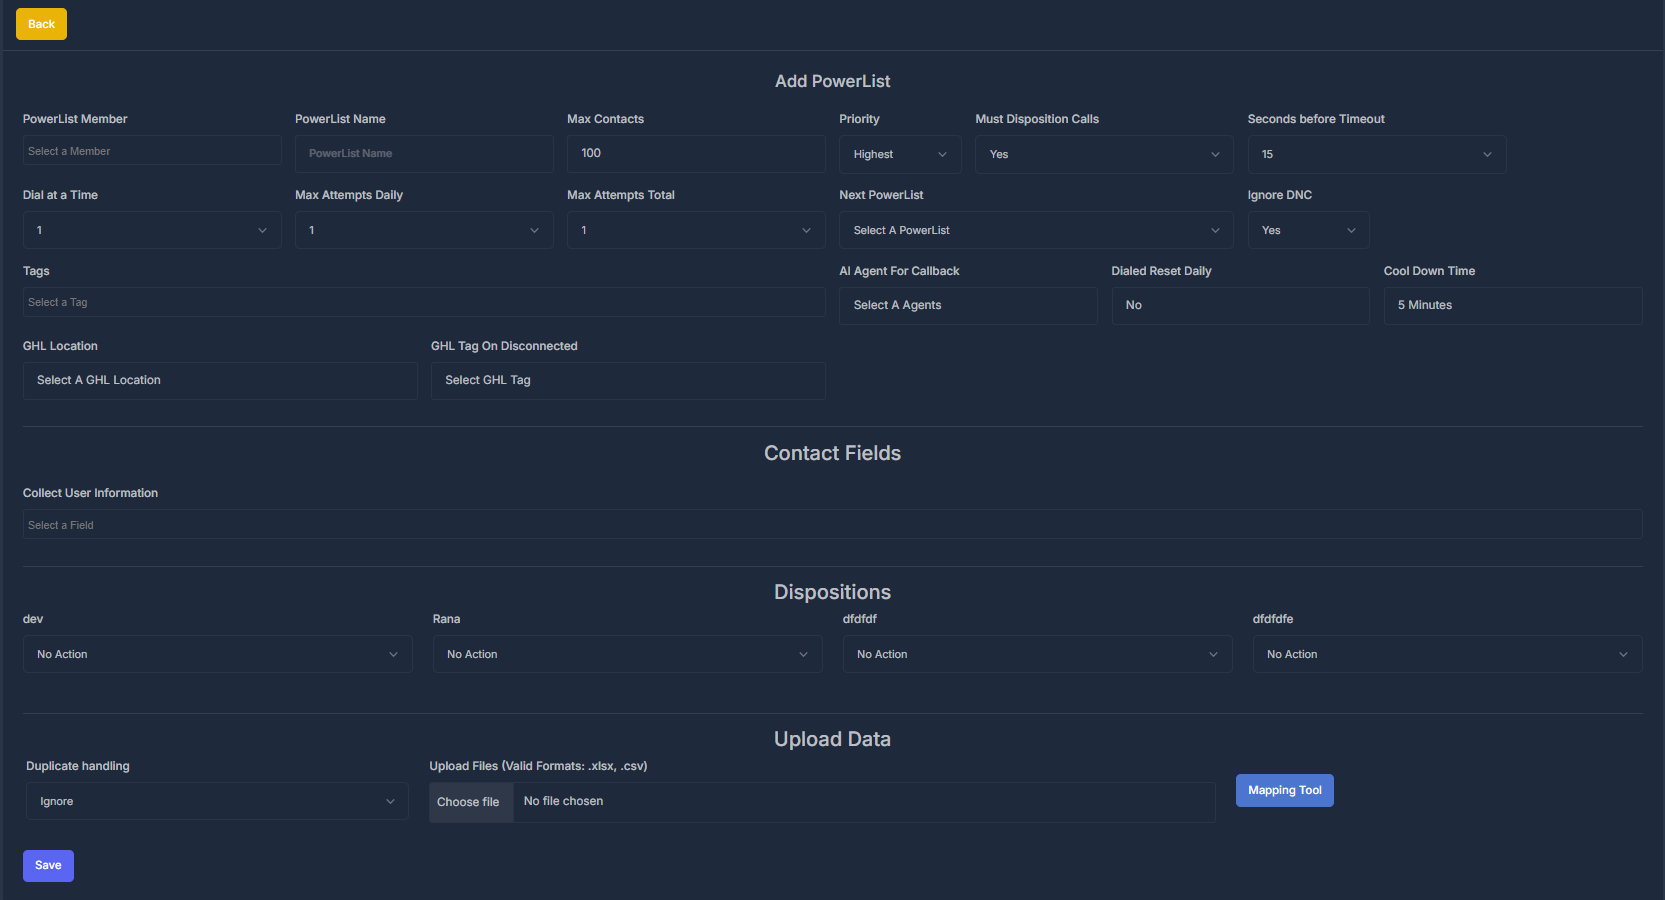 Back
Add PowerList
PowerList Member PowerList Name Max Contacts Priority Must Disposition Calls Seconds before Timeout
Select a Member PowerList Name 100 Highest Yes 15
Dial at a Time Max Attempts Daily Max Attempts Total Next PowerList Ignore DNC
1 1 1 Select A PowerList Yes
Tags AI Agent For Callback Dialed Reset Daily Cool Down Time
Select a Tag Select A Agents No 5 Minutes
GHL Location GHL Tag On Disconnected
Select A GHL Location Select GHL Tag
Contact Fields
Collect User Information
Select a Field
Dispositions
dev Rana dfdfdf dfdfdfe
No Action No Action No Action No Action
Upload Data
Duplicate handling Upload Files (Valid Formats: .xlsx, .csv)
Ignore Choose file No file chosen Mapping Tool
Save